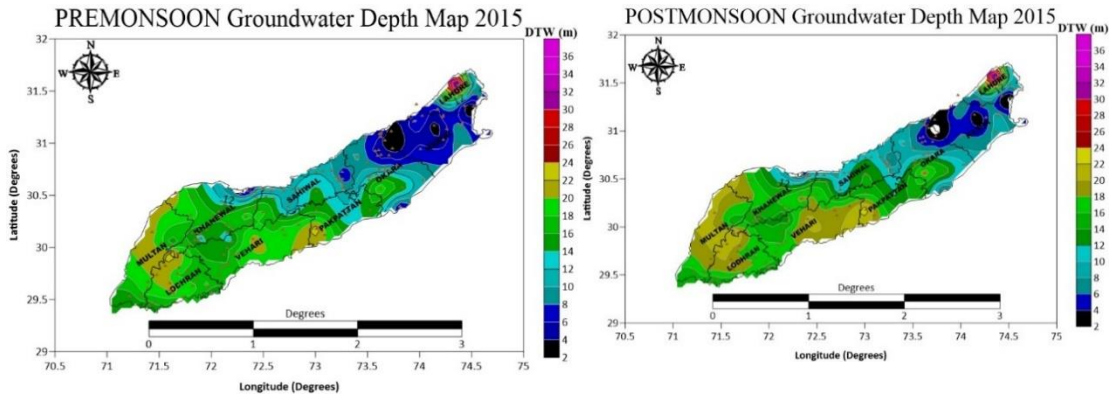 PREMONSOON Groundwater Depth Map 2015
DTW (m)
32
31.5
31
30.5
30
29.5
29
Latitude (Degrees)
N
W E
S
LAHORE
OKARA
SAHIWAL
PAKPATTAN
KHANEWAL
VEHARI
MULTAN
LODHRAN
12
Degrees
0 1 2 3
70.5 71 71.5 72 72.5 73 73.5 74 74.5 75
Longitude (Degrees)
36
34
32
30
28
26
24
22
20
18
16
14
12
10
8
6
4
2
POSTMONSOON Groundwater Depth Map 2015
DTW (m)
32
31.5
31
30.5
30
29.5
29
Latitude (Degrees)
N
W E
S
LAHORE
OKARA
SAHIWAL
PAKPATTAN
KHANEWAL
VEHARI
MULTAN
LODHRAN
Degrees
0 1 2 3
70.5 71 71.5 72 72.5 73 73.5 74 74.5 75
Longitude (Degrees)
36
34
32
30
28
26
24
22
20
18
16
14
12
10
8
6
4
2